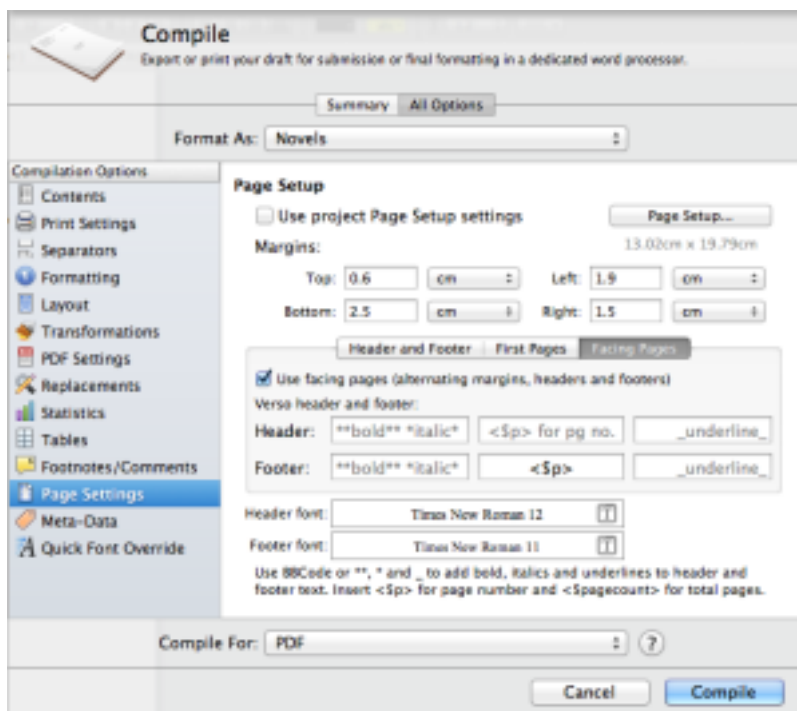 Compile
Export or print your draft for submission or final formatting in a dedicated word processor.
Summary All Options
Format As: Novels
Compilation Options
Contents
Print Settings
Separators
Formatting
Layout
Transformations
PDF Settings
Replacements
Statistics
Tables
Footnotes/Comments
Page Settings
Meta-Data
Quick Font Override
Page Setup
Use project Page Setup settings Page Setup...
Margins: 13.02cm x 19.79cm
Top: 0.6 cm Left: 1.9 cm
Bottom: 2.5 cm Right: 1.5 cm
Header and Footer First Pages Facing Pages
Use facing pages (alternating margins, headers and footers)
Verso header and footer:
Header: **bold** *italic* <$p> for pg no. _underline_
Footer: **bold** *italic* <$p> _underline_
Header font: Times New Roman 12
Footer font: Times New Roman 11
Use BBCode or **, * and _ to add bold, italics and underlines to header and
footer text. Insert <$p> for page number and <$pagecount> for total pages.
Compile For: PDF ?
Cancel Compile